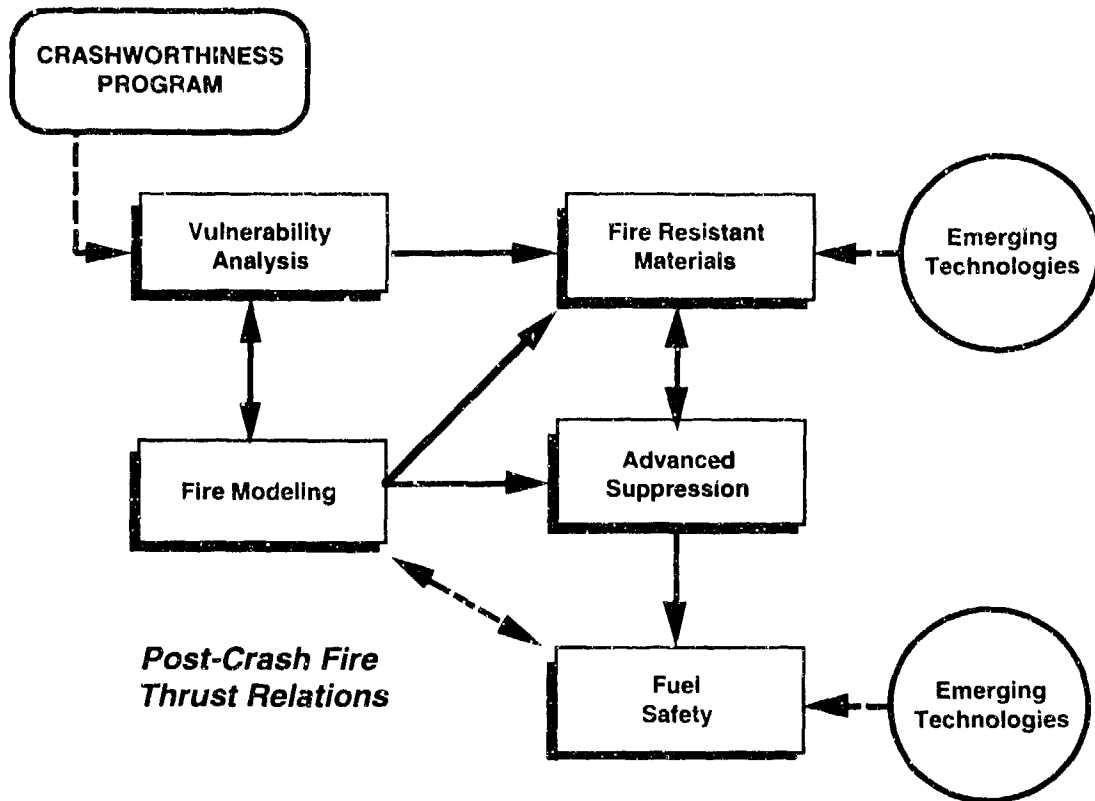 CRASHWORTHINESS
PROGRAM
Vulnerability
Analysis
Fire Resistant
Materials
Emerging
Technologies
Fire Modeling
Advanced
Suppression
Post-Crash Fire
Thrust Relations
Fuel
Safety
Emerging
Technologies